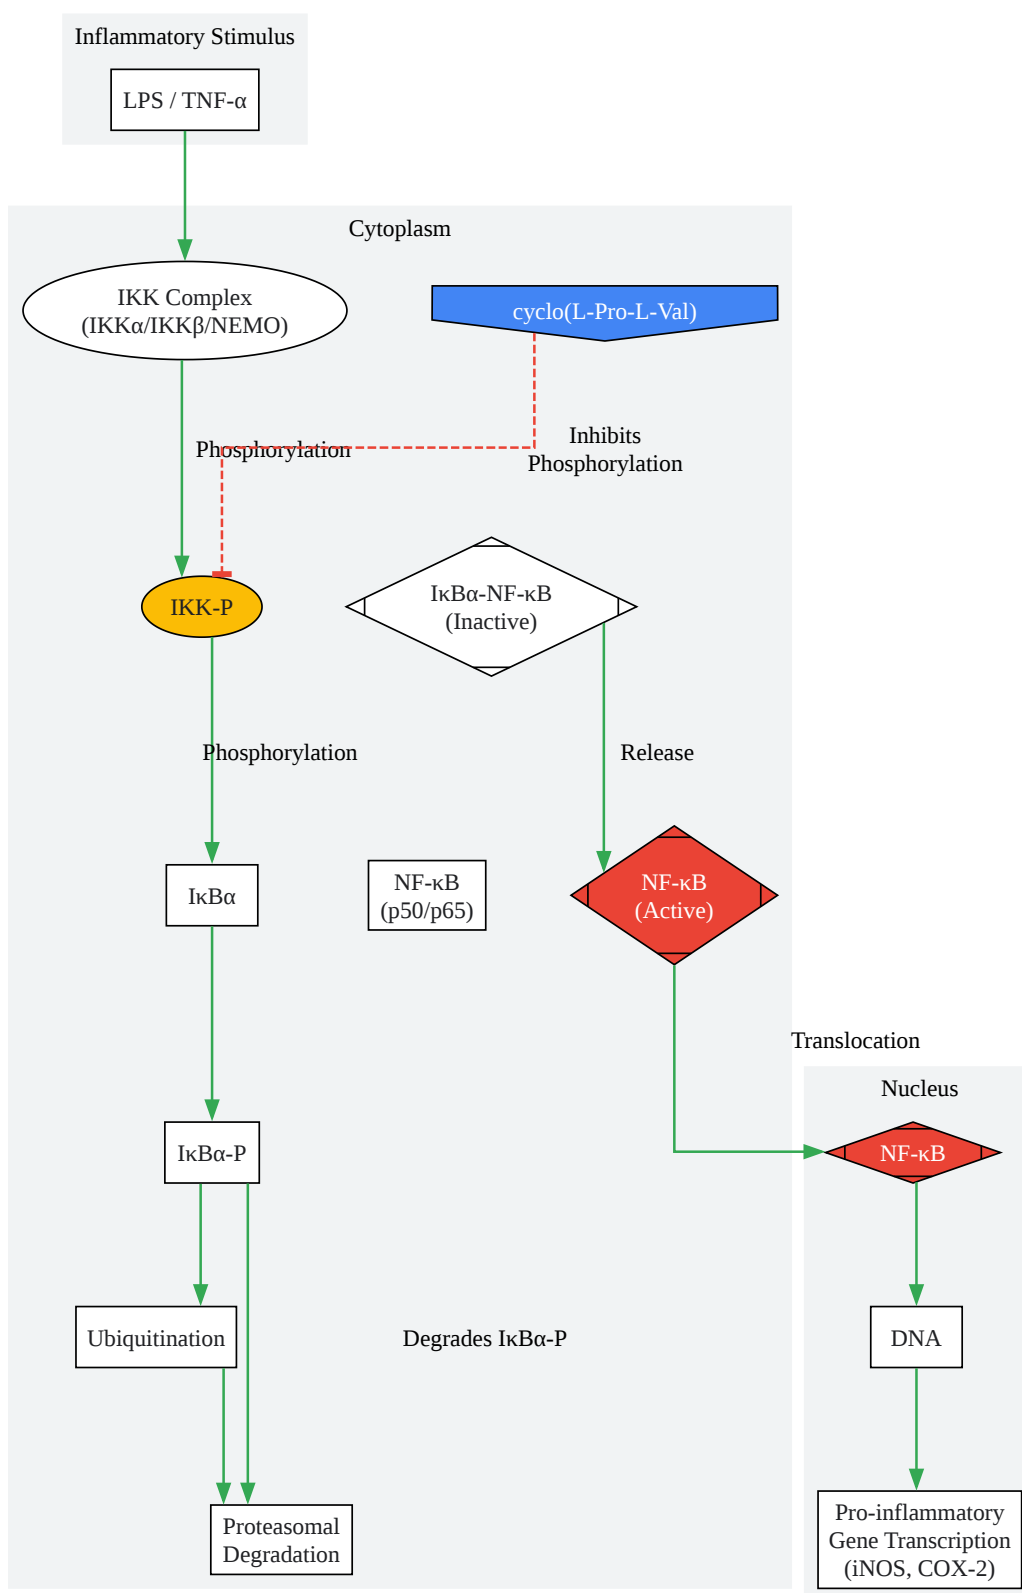 Inflammatory Stimulus
LPS / TNF-α
Cytoplasm
IKK Complex
(IKKα/IKKβ/NEMO)
cyclo(L-Pro-L-Val)
Phosphorylation
Inhibits
Phosphorylation
IKK-P
IκBα-NF-κB
(Inactive)
Phosphorylation
Release
IκBα
NF-κB
(p50/p65)
NF-κB
(Active)
Translocation
Nucleus
IκBα-P
NF-κB
Ubiquitination
Degrades IκBα-P
DNA
Proteasomal
Degradation
Pro-inflammatory
Gene Transcription
(iNOS, COX-2)